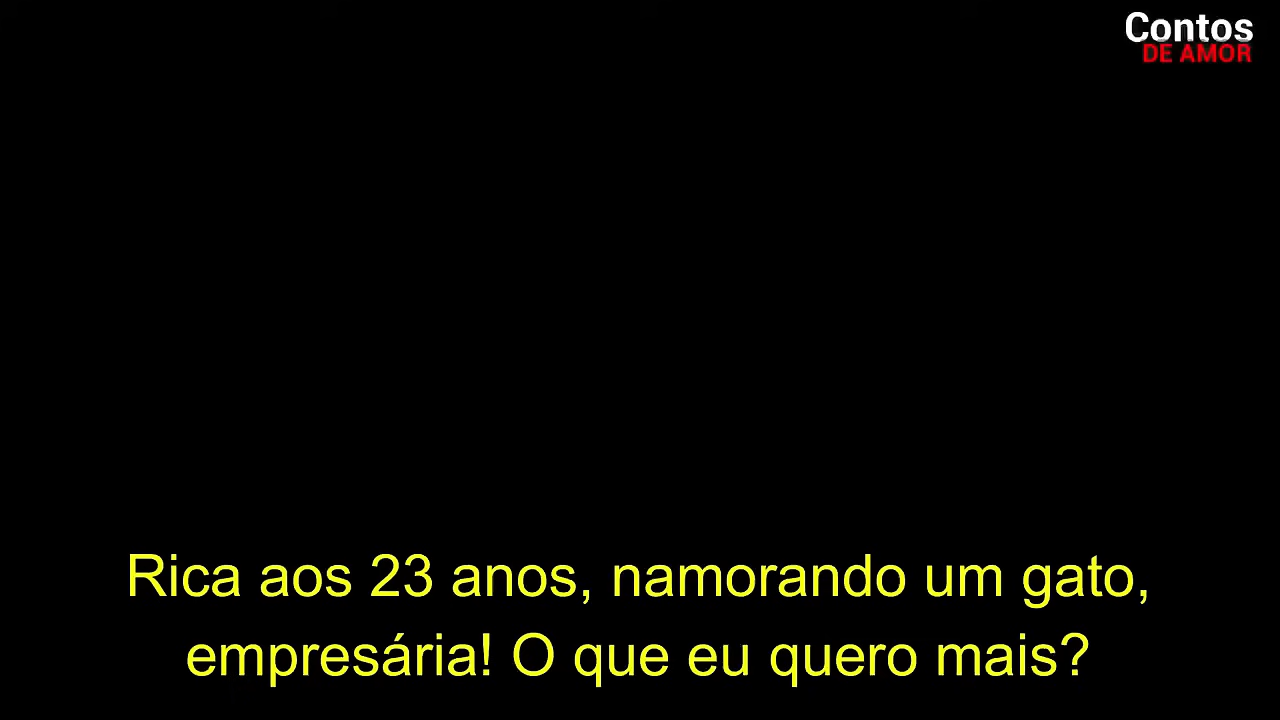 Contos
DE AMOR
Rica aos 23 anos, namorando um gato,
empresária! O que eu quero mais?